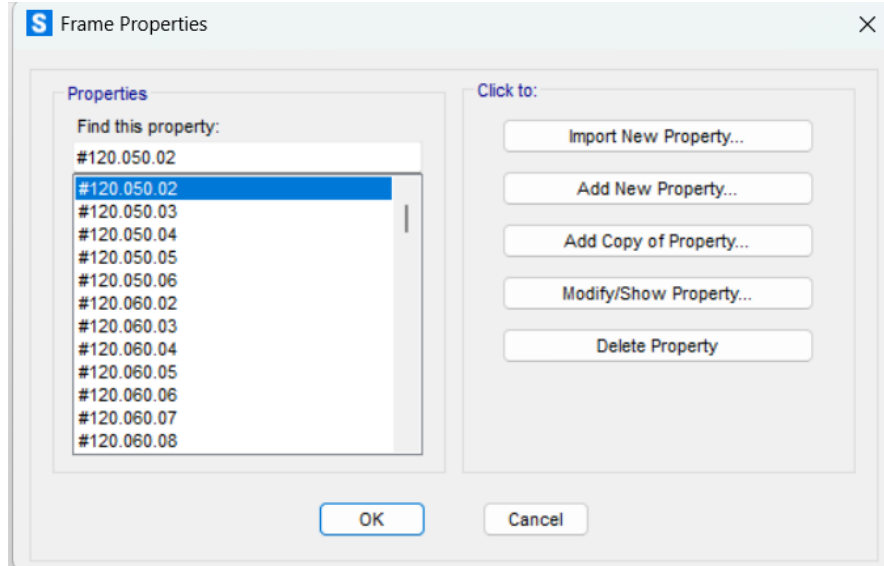 S Frame Properties
Properties
Find this property:
#120.050.02
#120.050.02
#120.050.03
#120.050.04
#120.050.05
#120.050.06
#120.060.02
#120.060.03
#120.060.04
#120.060.05
#120.060.06
#120.060.07
#120.060.08
Click to:
Import New Property...
Add New Property...
Add Copy of Property...
Modify/Show Property...
Delete Property
OK
Cancel